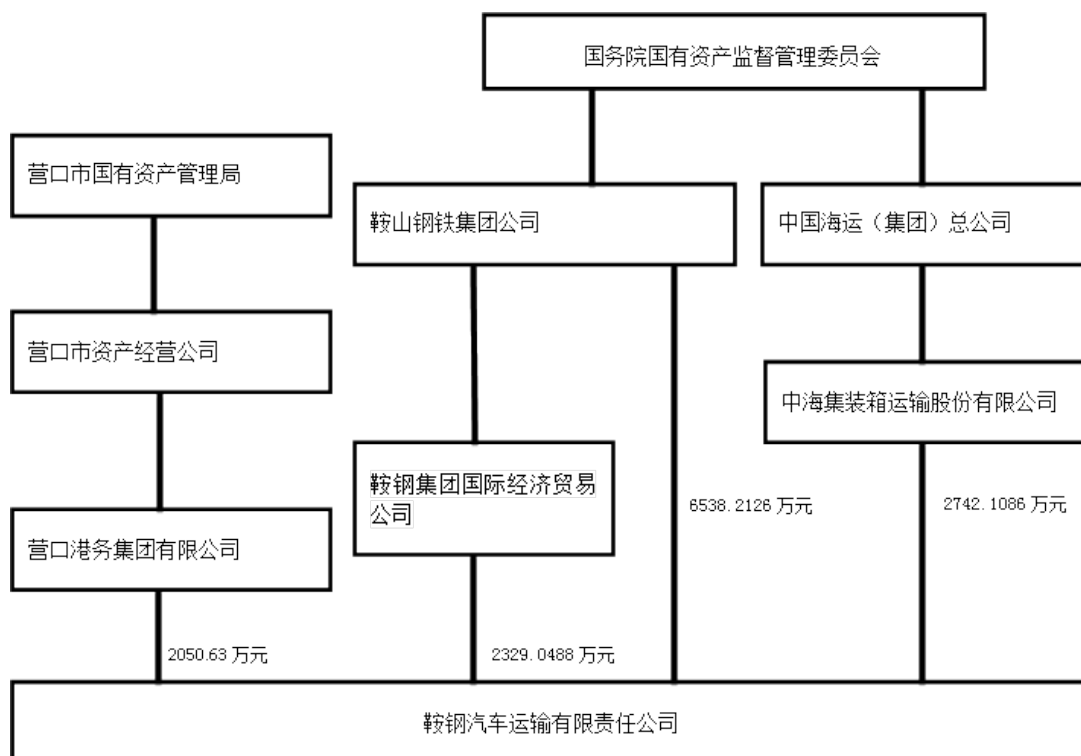 国务院国有资产监督管理委员会
营口市国有资产管理局
鞍山钢铁集团公司
中国海运（集团）总公司
营口市资产经营公司
中海集装箱运输股份有限公司
鞍钢集团国际经济贸易
公司
6538.2126 万元
2742.1086 万元
营口港务集团有限公司
2050.63 万元
2329.0488 万元
鞍钢汽车运输有限责任公司